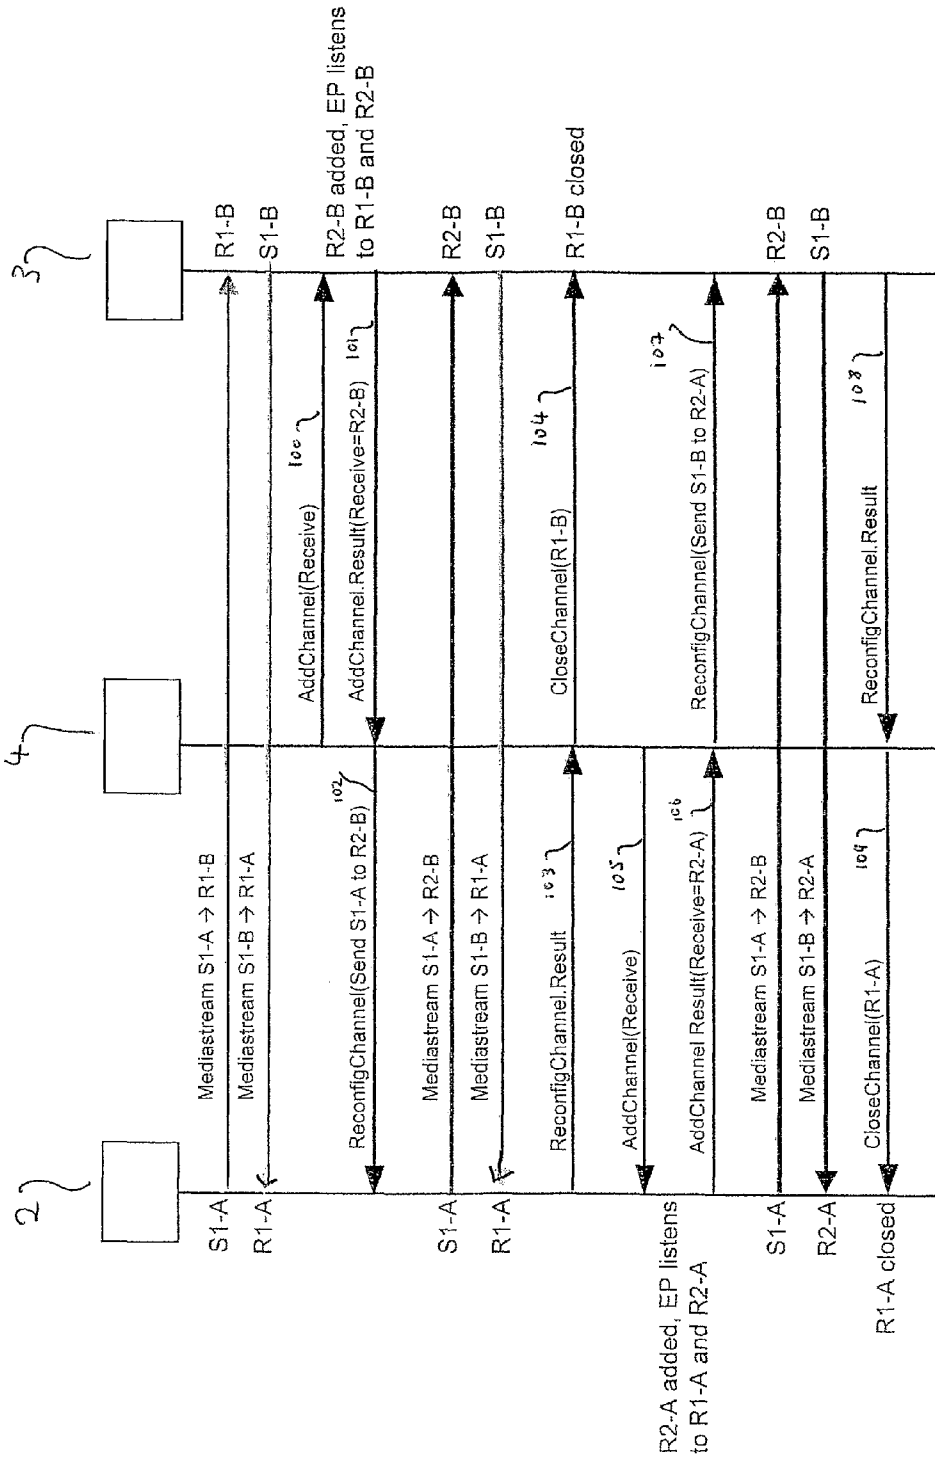 2
4
3
S1-A
Mediastream S1-A → R1-B
R1-B
R1-A
Mediastream S1-B → R1-A
S1-B
AddChannel(Receive)
100
R2-B added, EP listens
to R1-B and R2-B
AddChannel.Result(Receive=R2-B)
101
ReconfigChannel(Send S1-A to R2-B)
102
S1-A
Mediastream S1-A → R2-B
R2-B
R1-A
Mediastream S1-B → R1-A
S1-B
ReconfigChannel.Result
103
CloseChannel(R1-B)
104
R1-B closed
AddChannel(Receive)
105
R2-A added, EP listens
to R1-A and R2-A
AddChannel.Result(Receive=R2-A)
106
ReconfigChannel(Send S1-B to R2-A)
107
S1-A
Mediastream S1-A → R2-B
R2-B
R2-A
Mediastream S1-B → R2-A
S1-B
ReconfigChannel.Result
108
R1-A closed
CloseChannel(R1-A)
109